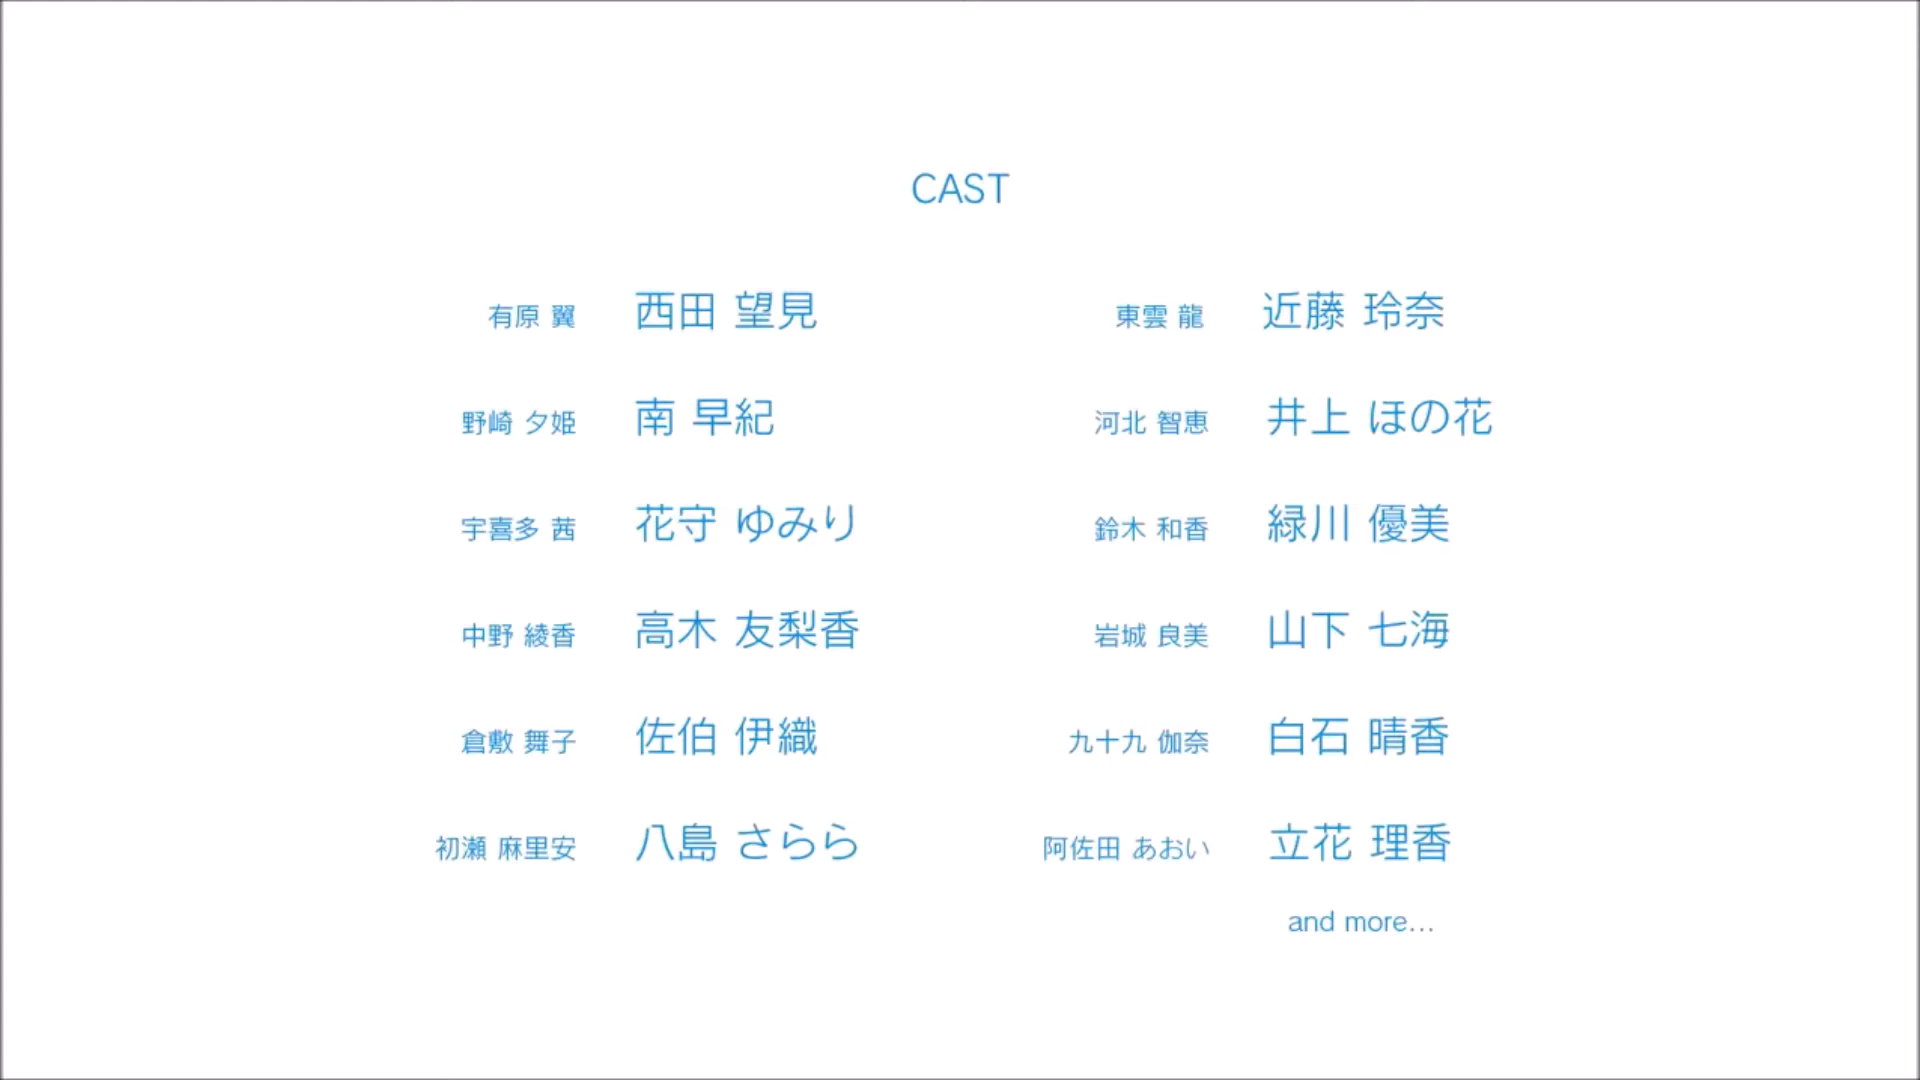 CAST
有原 翼 西田 望見
野崎 夕姫 南 早紀
宇喜多 茜 花守 ゆみり
中野 綾香 高木 友梨香
倉敷 舞子 佐伯 伊織
初瀬 麻里安 八島 さらら
東雲 龍 近藤 玲奈
河北 智恵 井上 ほの花
鈴木 和香 緑川 優美
岩城 良美 山下 七海
九十九 伽奈 白石 晴香
阿佐田 あおい 立花 理香
and more…